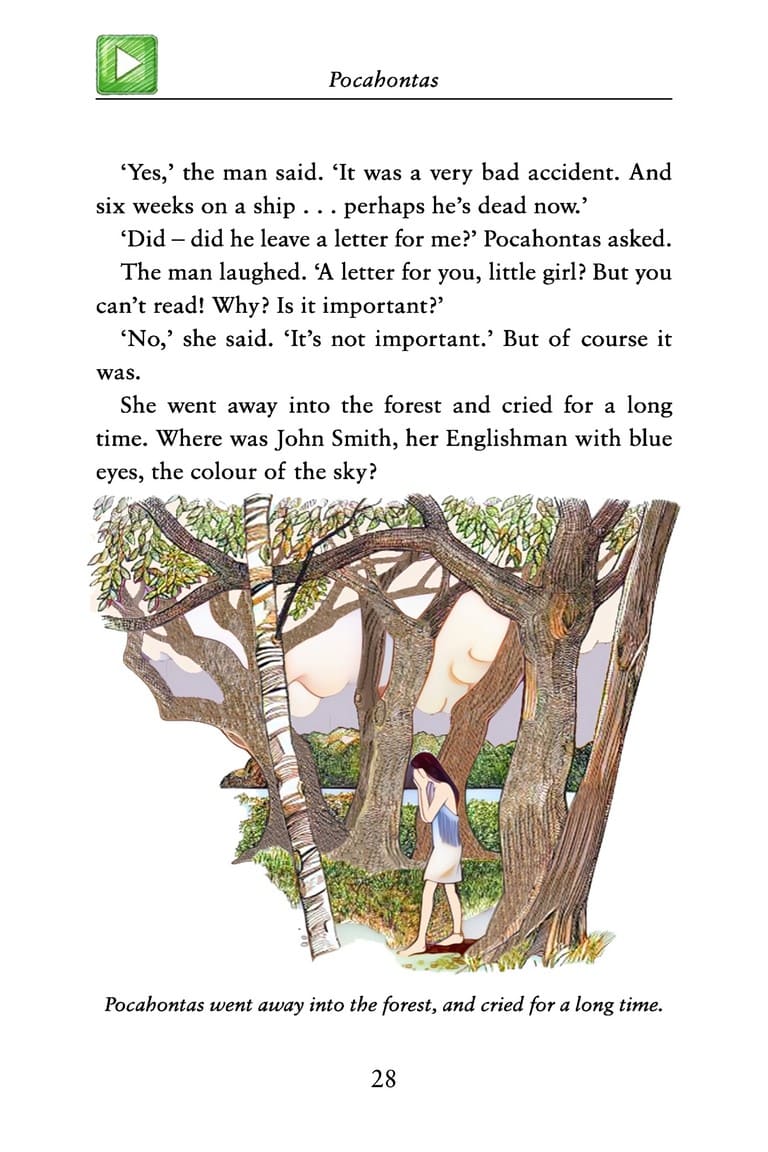 Pocahontas
‘Yes,’ the man said. ‘It was a very bad accident. And
six weeks on a ship . . . perhaps he’s dead now.’
‘Did – did he leave a letter for me?’ Pocahontas asked.
The man laughed. ‘A letter for you, little girl? But you
can’t read! Why? Is it important?’
‘No,’ she said. ‘It’s not important.’ But of course it
was.
She went away into the forest and cried for a long
time. Where was John Smith, her Englishman with blue
eyes, the colour of the sky?
Pocahontas went away into the forest, and cried for a long time.
28